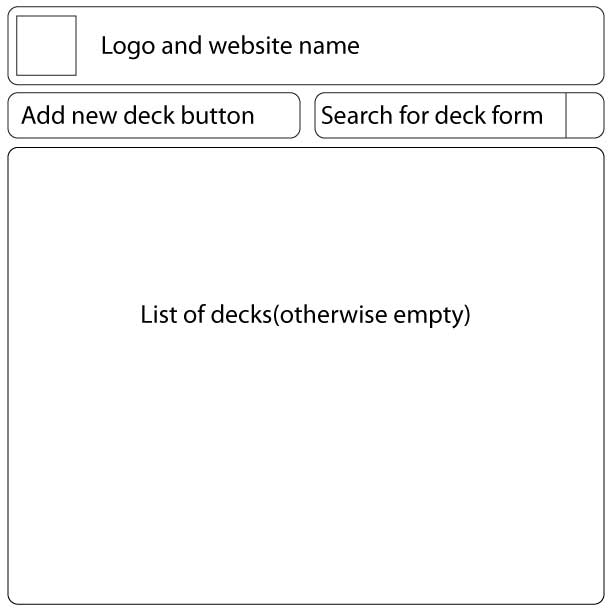 Logo and website name
Add new deck button
Search for deck form
List of decks(otherwise empty)